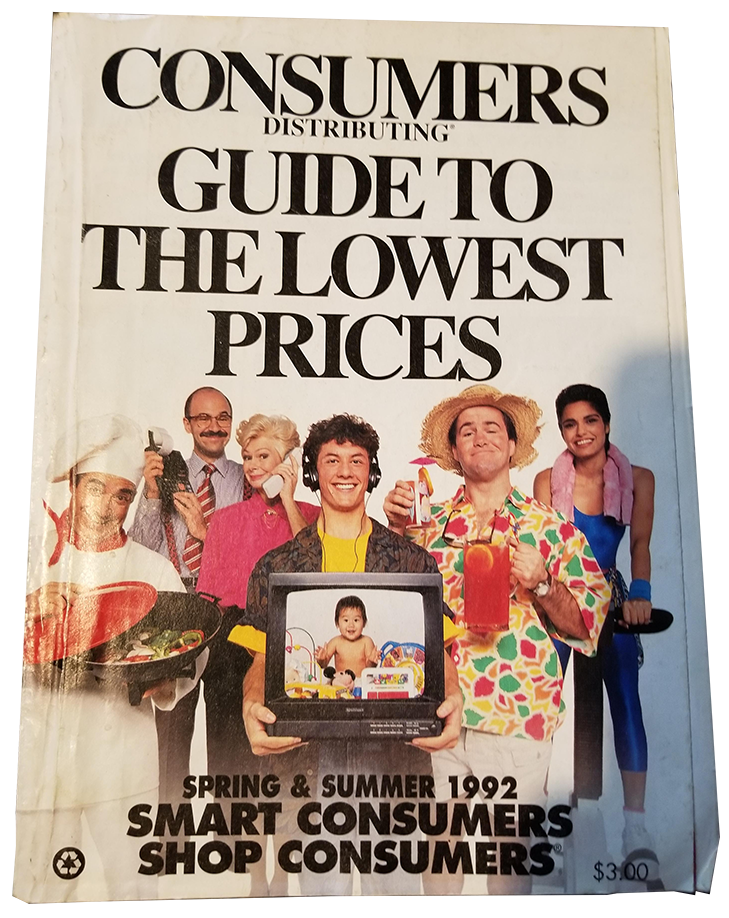 CONSUMERS
DISTRIBUTING®
GUIDE TO
THE LOWEST
PRICES
SPRING & SUMMER 1992
SMART CONSUMERS
SHOP CONSUMERS®
$3.00